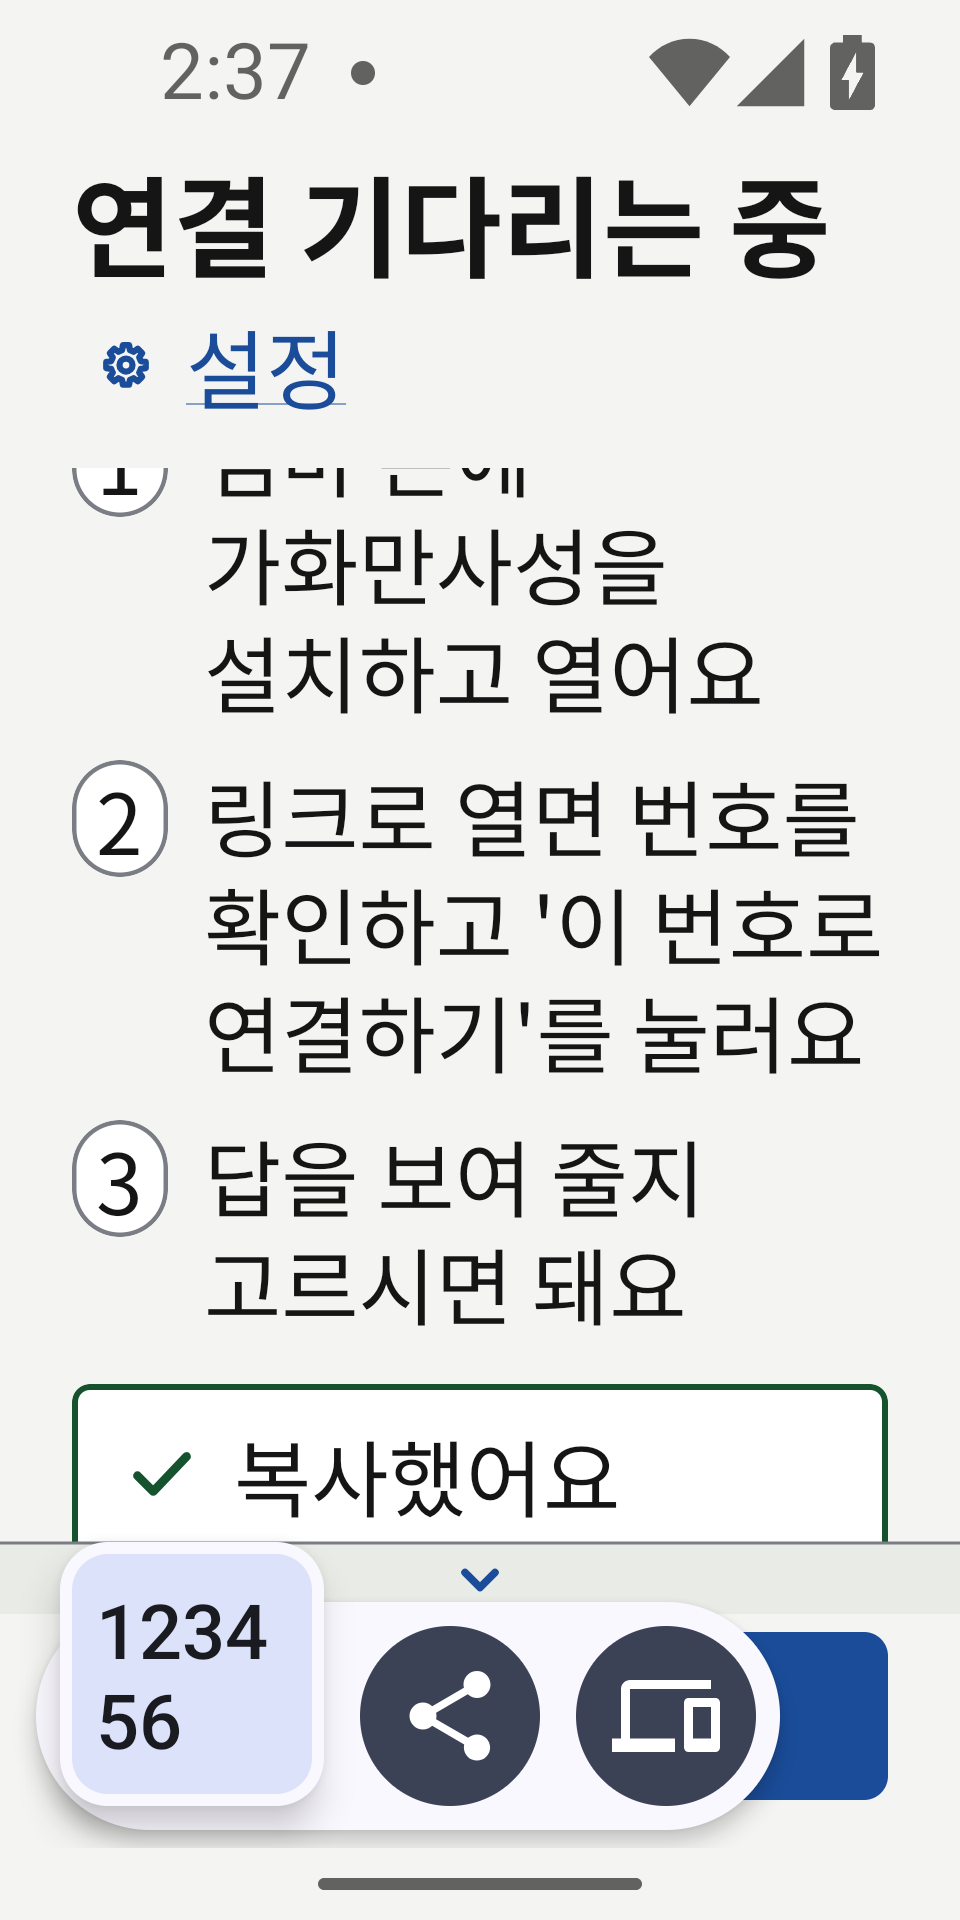 2:37
연결 기다리는 중
설정
1
가화만사성을
설치하고 열어요
2
링크로 열면 번호를
확인하고 '이 번호로
연결하기'를 눌러요
3
답을 보여 줄지
고르시면 돼요
복사했어요
1234
56